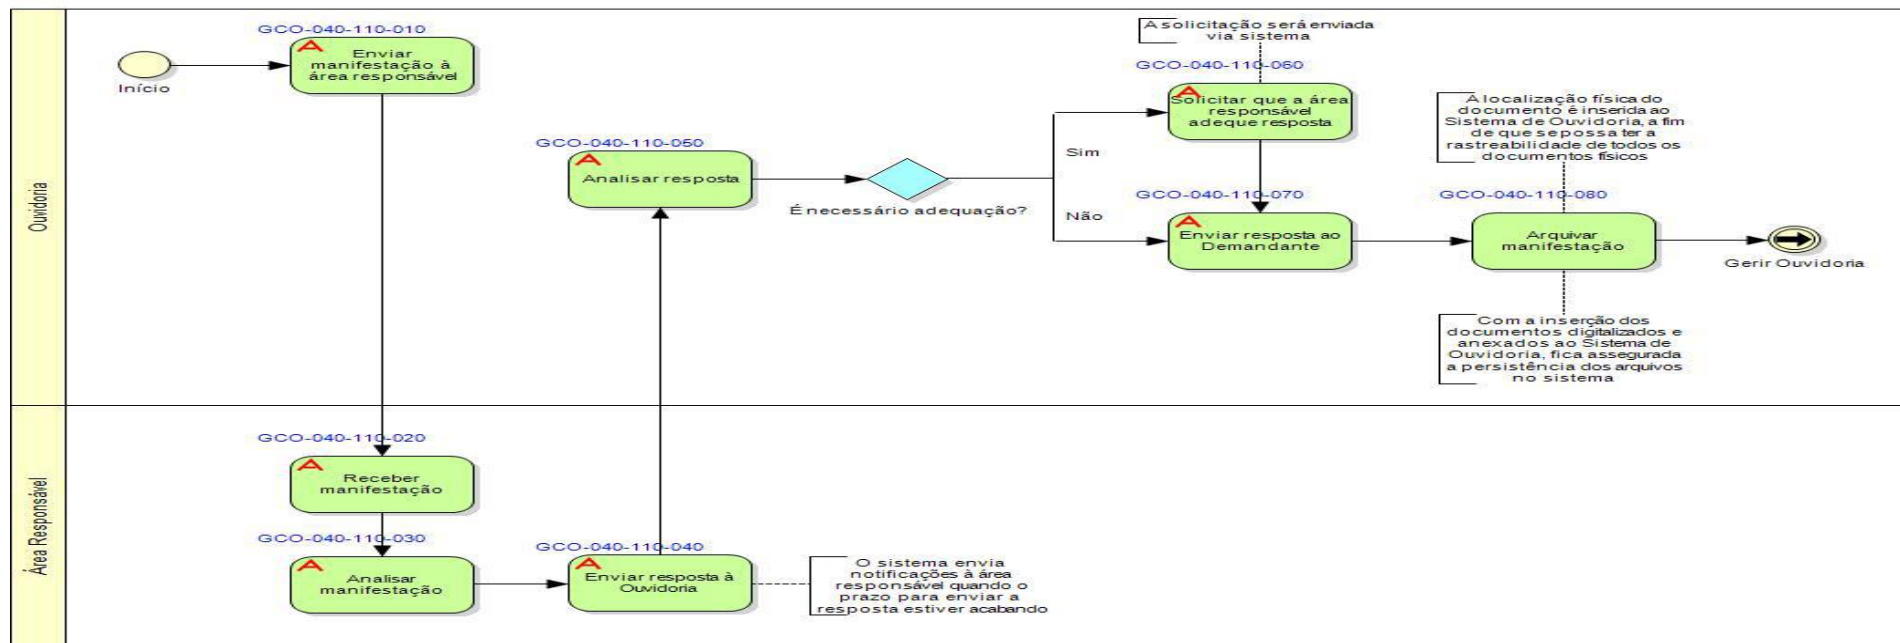 Ouvidoria
GCO-040-110-010
A
Enviar
manifestação à
área responsável
Início
GCO-040-110-050
A
Analisar resposta
É necessário adequação?
Sim
Não
A solicitação será enviada
via sistema
GCO-040-110-060
A
Solicitar que a área
responsável
adeque resposta
GCO-040-110-070
A
Enviar resposta ao
Demandante
A localização física do
documento é inserida ao
Sistema de Ouvidoria, a fim
de que se possa ter a
rastreabilidade de todos os
documentos físicos
GCO-040-110-080
Arquivar
manifestação
Gerir Ouvidoria
Com a inserção dos
documentos digitalizados e
anexados ao Sistema de
Ouvidoria, fica assegurada
a persistência dos arquivos
no sistema
Área Responsável
GCO-040-110-020
A
Receber
manifestação
GCO-040-110-030
A
Analisar
manifestação
GCO-040-110-040
A
Enviar resposta à
Ouvidoria
O sistema envia
notificações à área
responsável quando o
prazo para enviar a
resposta estiver acabando